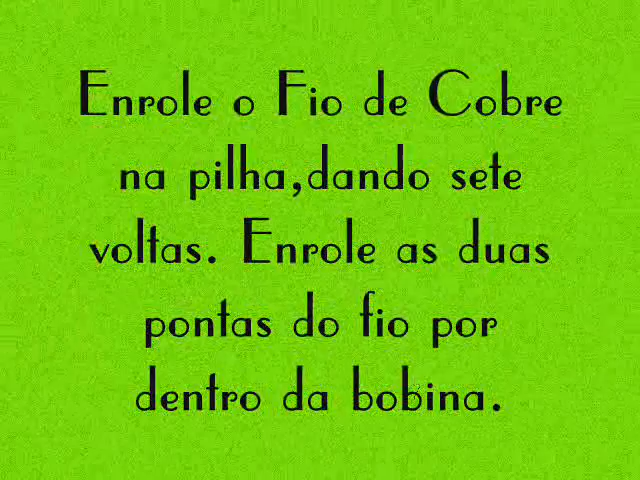 Enrole o Fio de Cobre
na pilha,dando sete
voltas. Enrole as duas
pontas do fio por
dentro da bobina.